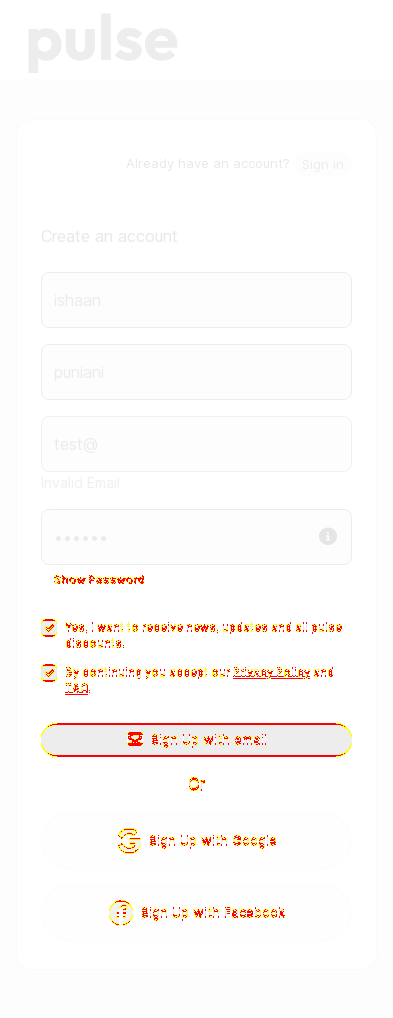 pulse
Already have an account? Sign in
Create an account
ishaan
puniani
test@
Invalid Email
••••••
Show Password
Yes, I want to receive news, updates and all pulse
discounts.
By continuing you accept our Privacy Policy and
T&Q.
Sign Up with email
Or
Sign Up with Google
Sign Up with Facebook